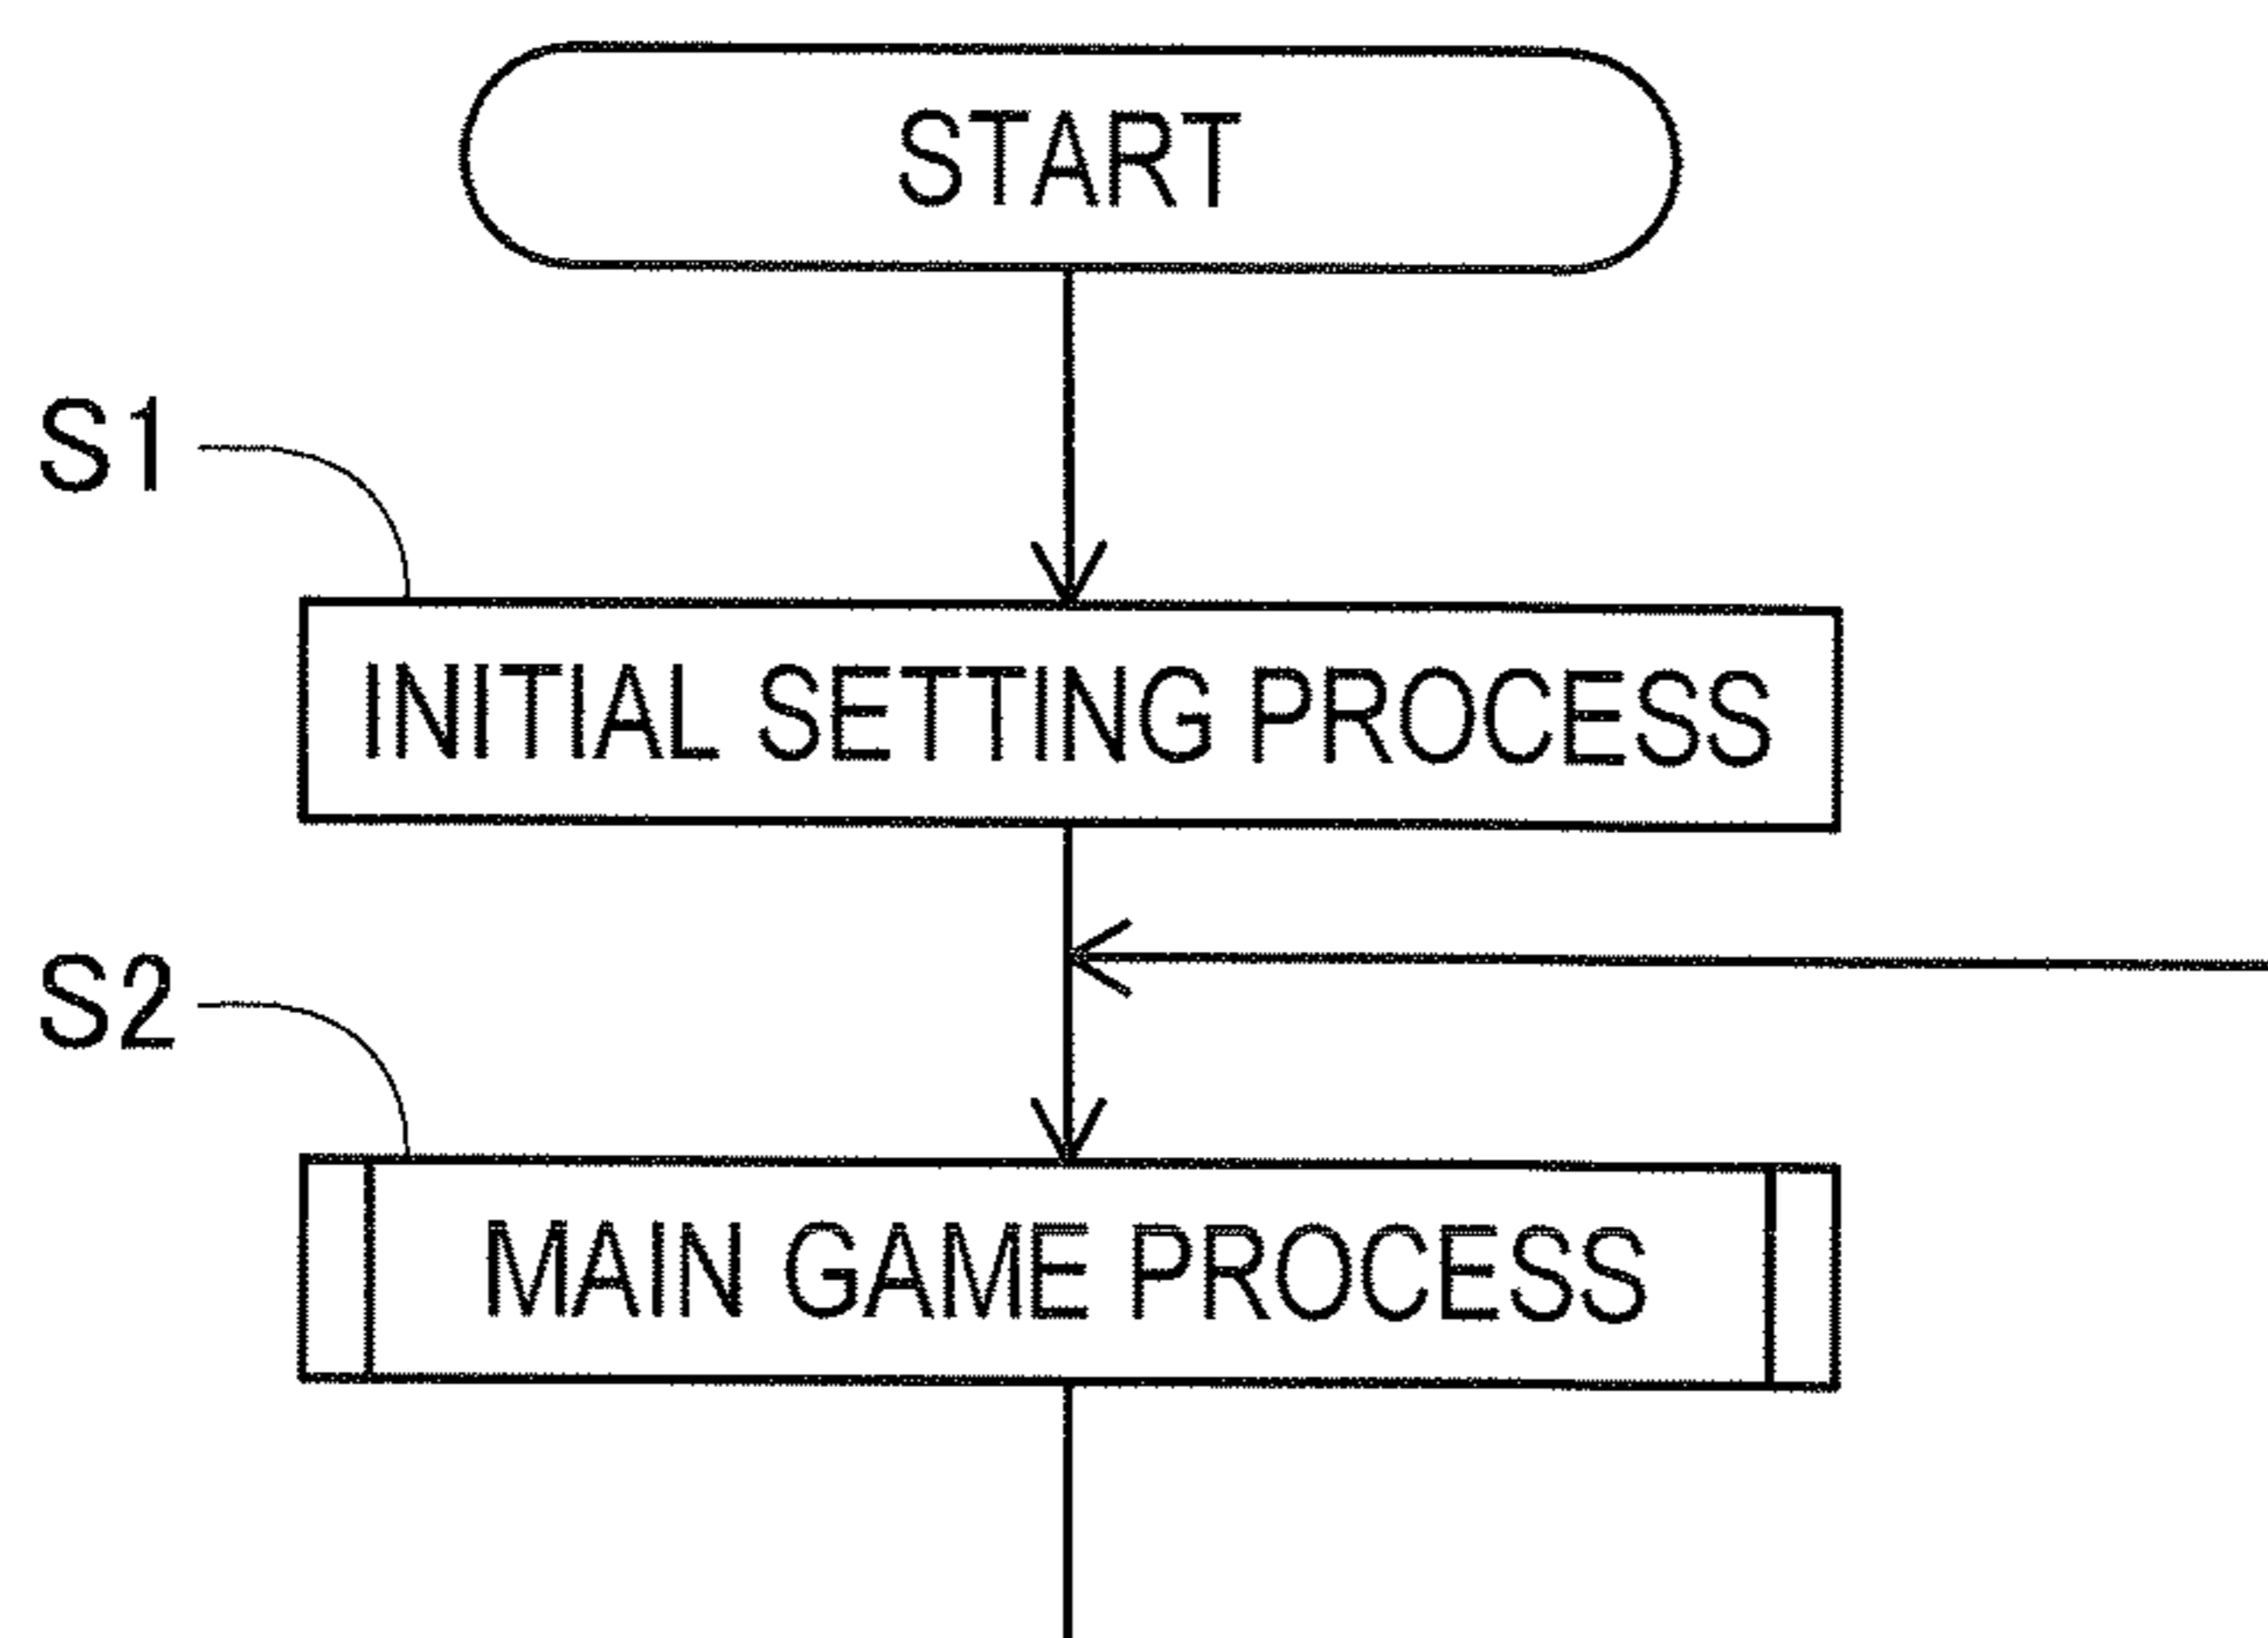 START
S1
INITIAL SETTING PROCESS
S2
MAIN GAME PROCESS